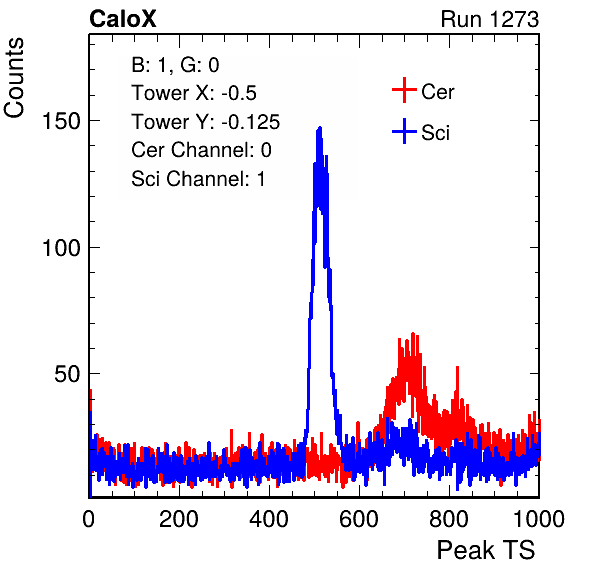 CaloX Run 1273
Counts
B: 1, G: 0
Tower X: -0.5
Tower Y: -0.125
Cer Channel: 0
Sci Channel: 1
Cer
Sci
150
100
50
0 200 400 600 800 1000
Peak TS